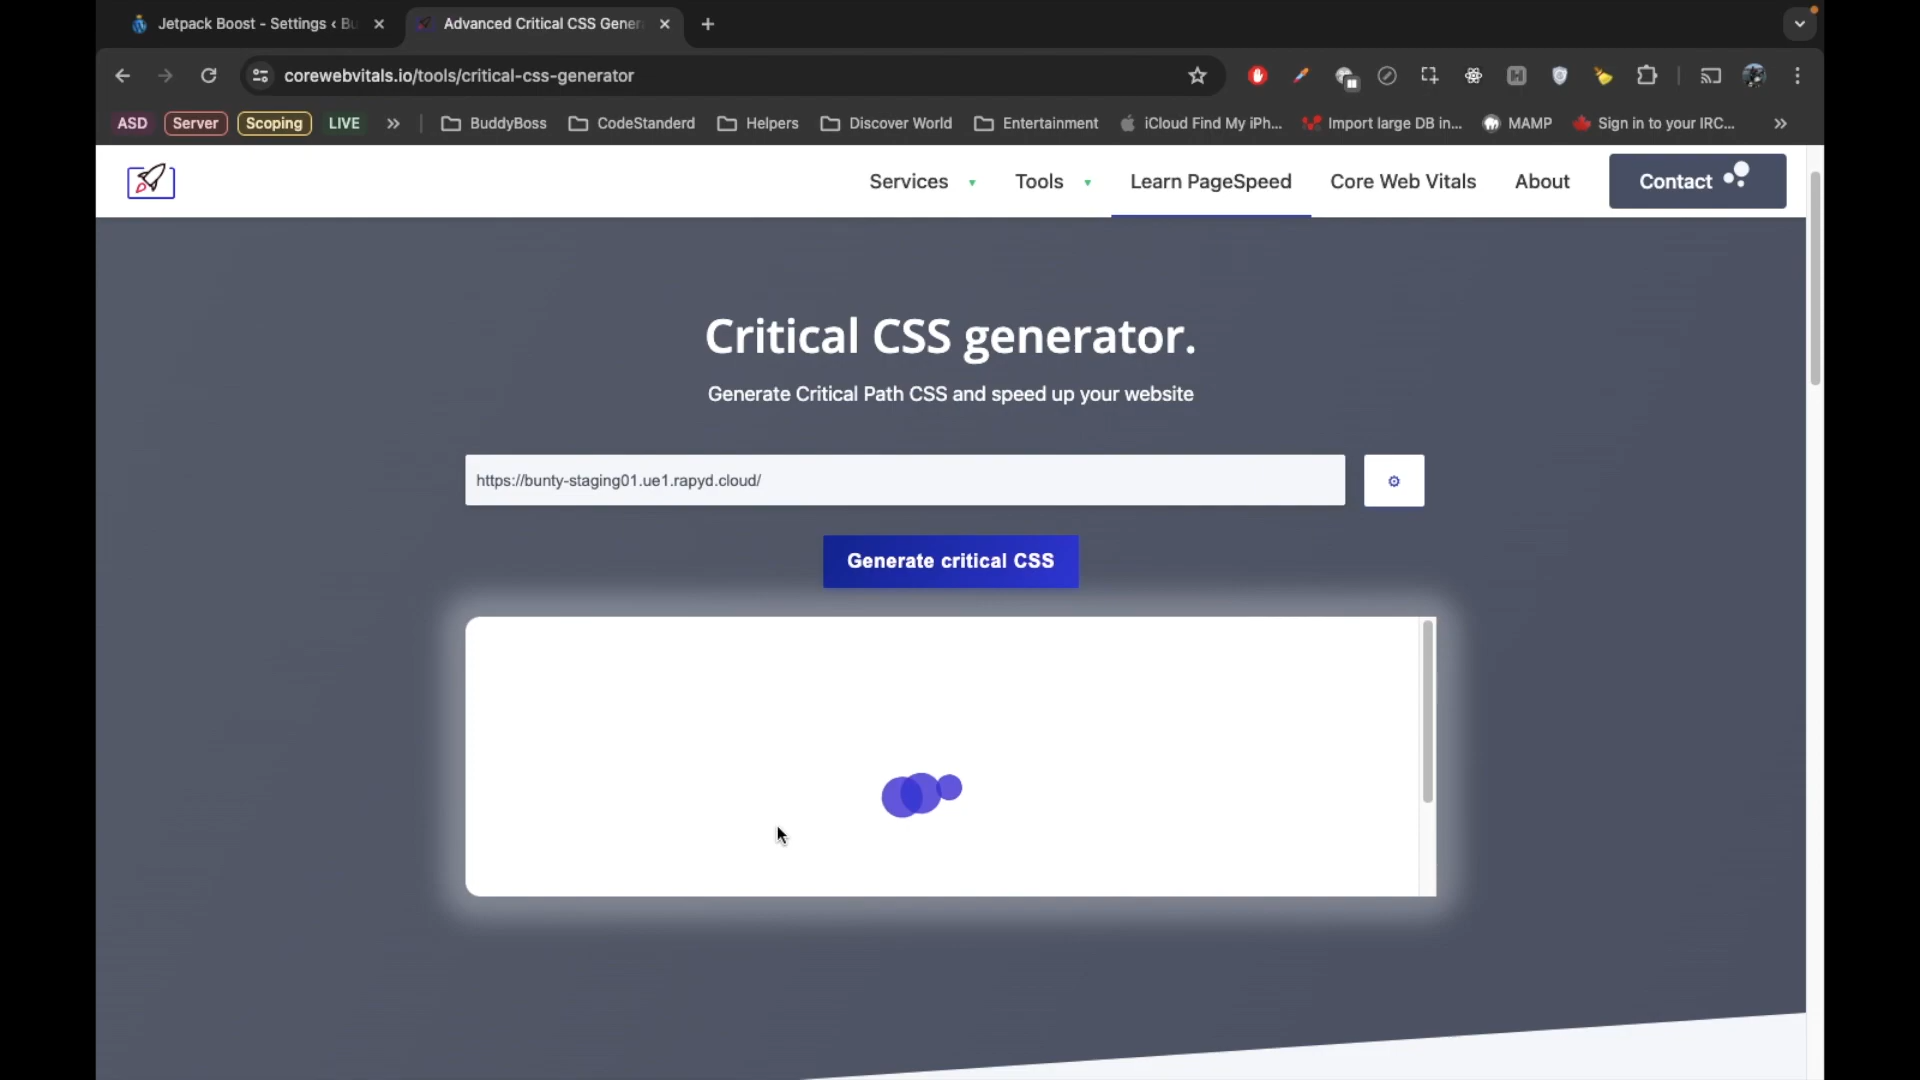 Jetpack Boost - Settings ‹ Bu
Advanced Critical CSS Gener
corewebvitals.io/tools/critical-css-generator
ASD
Server
Scoping
LIVE
BuddyBoss
CodeStanderd
Helpers
Discover World
Entertainment
iCloud Find My iPh...
Import large DB in...
MAMP
Sign in to your IRC...
Services
Tools
Learn PageSpeed
Core Web Vitals
About
Contact
Critical CSS generator.
Generate Critical Path CSS and speed up your website
https://bunty-staging01.ue1.rapyd.cloud/
Generate critical CSS